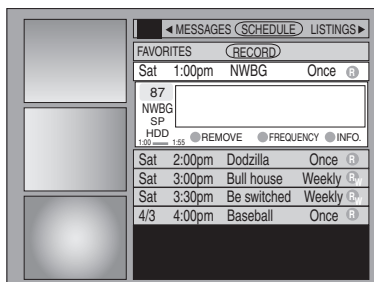 ◄ MESSAGES SCHEDULE LISTINGS ►
FAVORITES RECORD
Sat 1:00pm NWBG Once R
87
NWBG
SP
HDD
1:00 1:55 REMOVE FREQUENCY INFO.
Sat 2:00pm Dodzilla Once R
Sat 3:00pm Bull house Weekly RW
Sat 3:30pm Be switched Weekly RW
4/3 4:00pm Baseball Once R